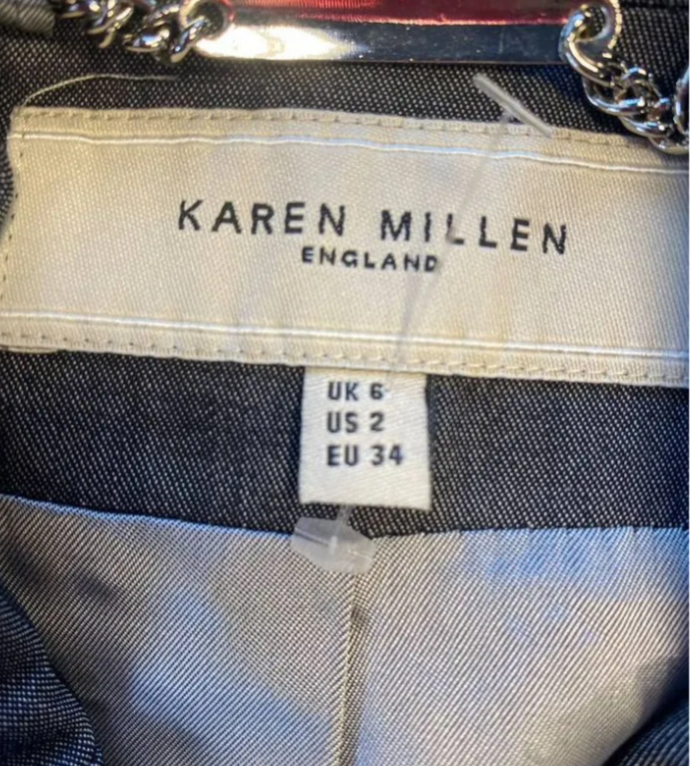 KAREN MILLEN
ENGLAND
UK 6
US 2
EU 34